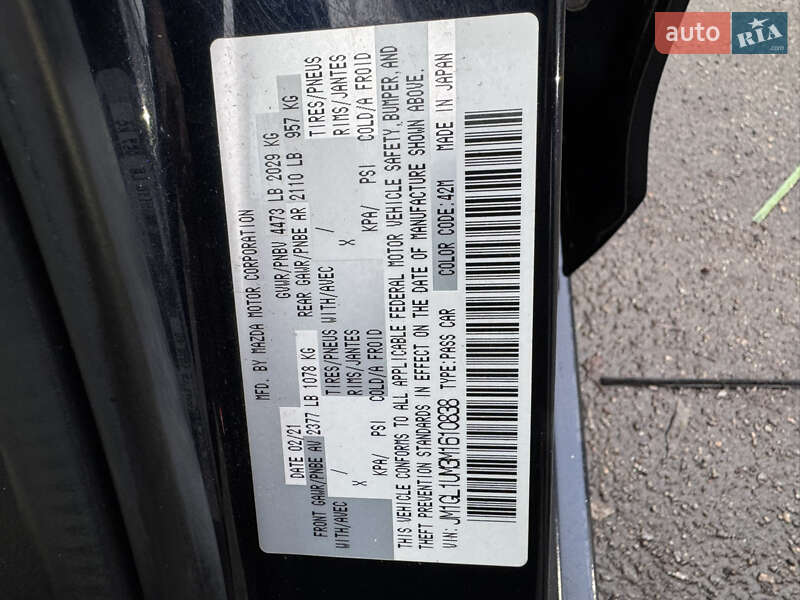 MFD. BY MAZDA MOTOR CORPORATION
DATE 02/21 GVWR/PNBV 4473 LB 2029 KG
FRONT GAWR/PNBE AV 2377 LB 1078 KG REAR GAWR/PNBE AR 2110 LB 957 KG
WITH/AVEC / TIRES/PNEUS WITH/AVEC / TIRES/PNEUS
X RIMS/JANTES X RIMS/JANTES
KPA/ PSI COLD/A FROID KPA/ PSI COLD/A FROID
THIS VEHICLE CONFORMS TO ALL APPLICABLE FEDERAL MOTOR VEHICLE SAFETY, BUMPER, AND
THEFT PREVENTION STANDARDS IN EFFECT ON THE DATE OF MANUFACTURE SHOWN ABOVE.
VIN: JM1GL1UM3M1610838 TYPE:PASS CAR COLOR CODE:42M MADE IN JAPAN
auto RIA
.com